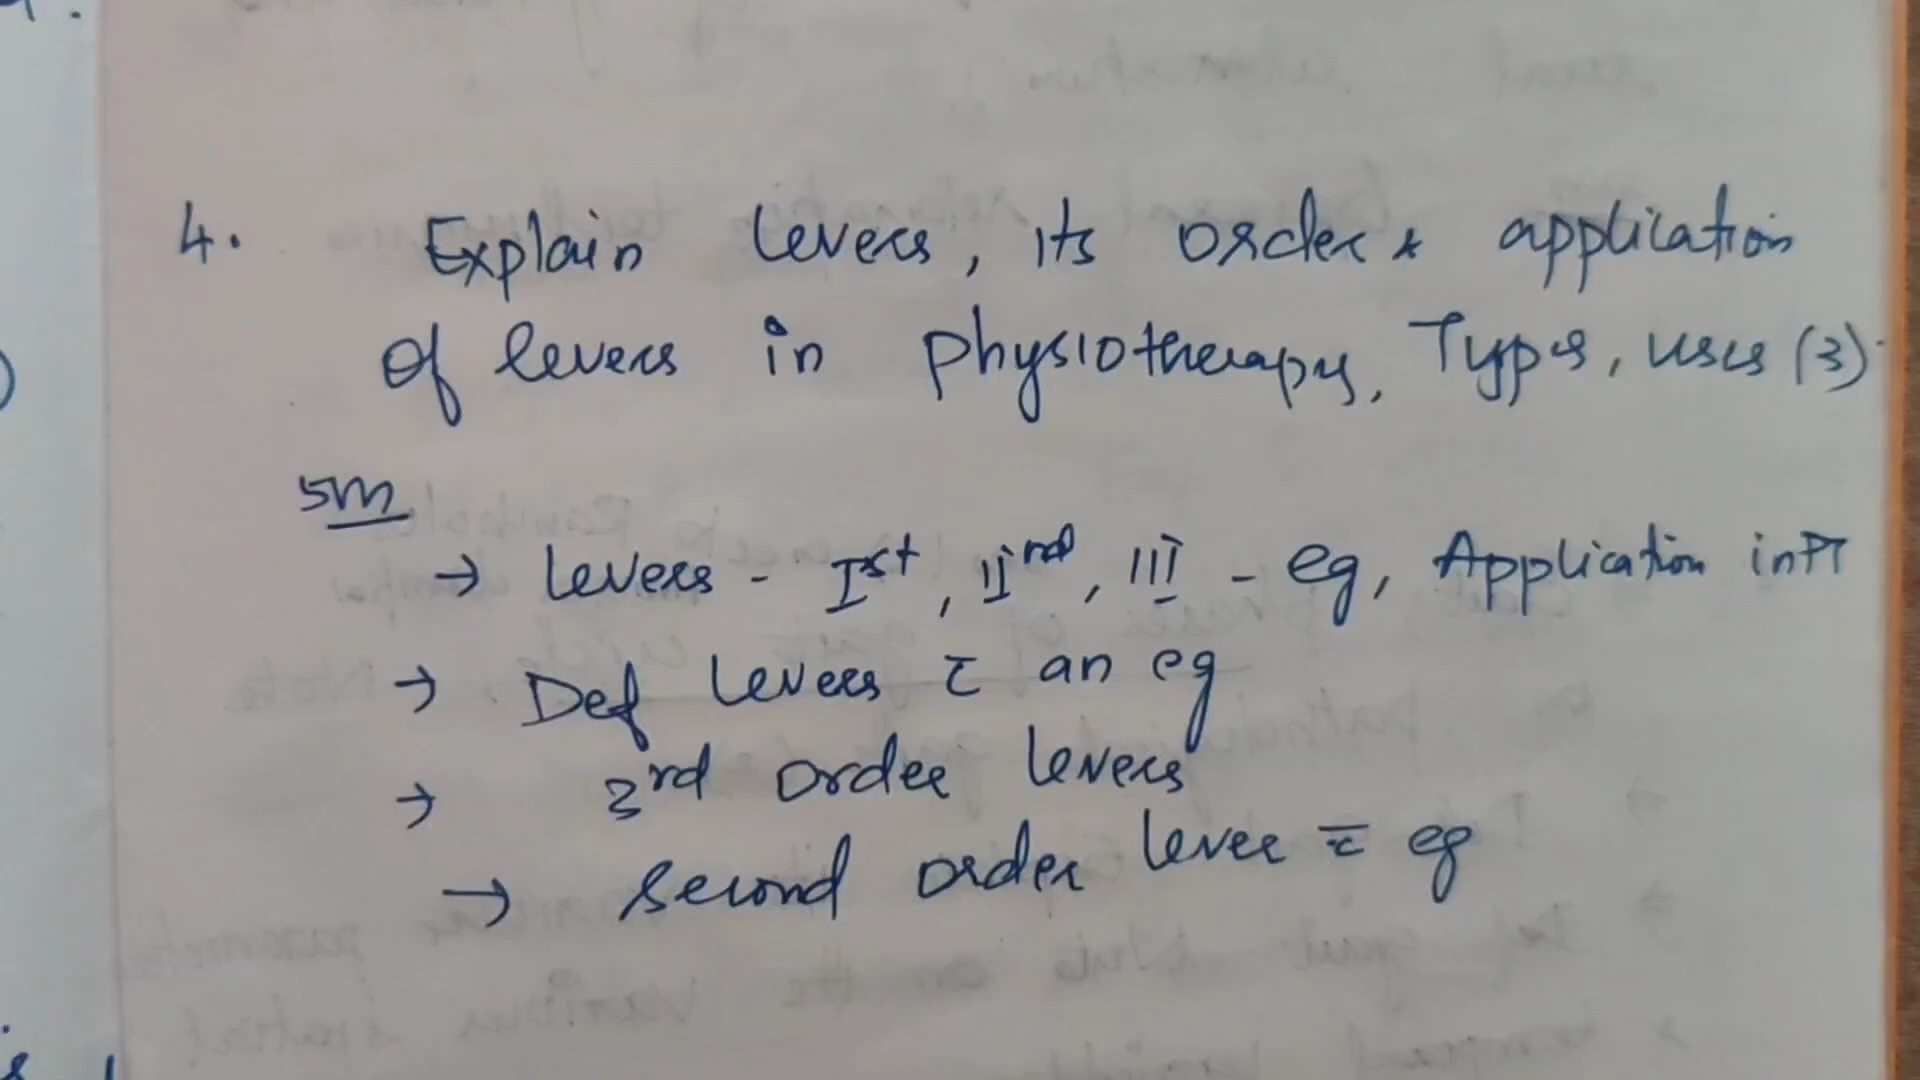 4. Explain levers, its order & application
of levers in physiotherapy, Types, uses (3)
5m
→ levers - Ist, IInd, III - eg, Application in PT
→ Def levers c̄ an eg
→ 3rd order levers
→ second order lever c̄ eg